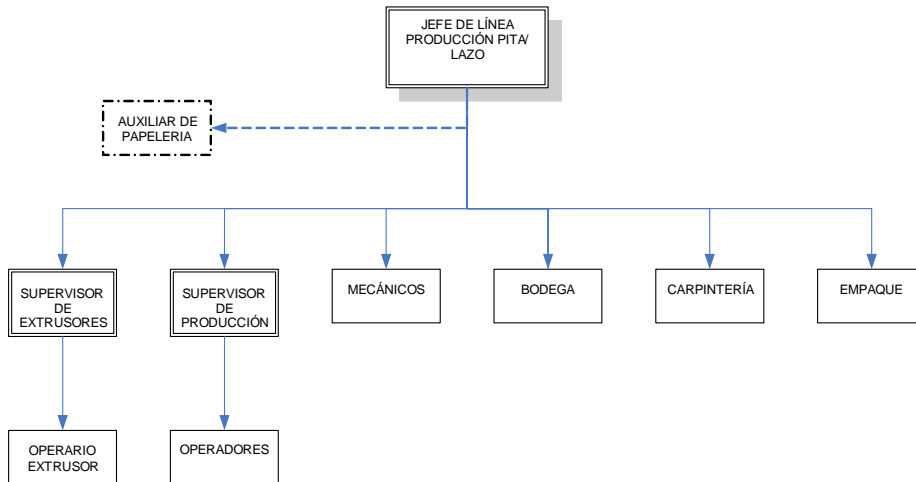 JEFE DE LÍNEA
PRODUCCIÓN PITA/
LAZO
AUXILIAR DE
PAPELERIA
SUPERVISOR
DE
EXTRUSORES
SUPERVISOR
DE
PRODUCCIÓN
MECÁNICOS
BODEGA
CARPINTERÍA
EMPAQUE
OPERARIO
EXTRUSOR
OPERADORES